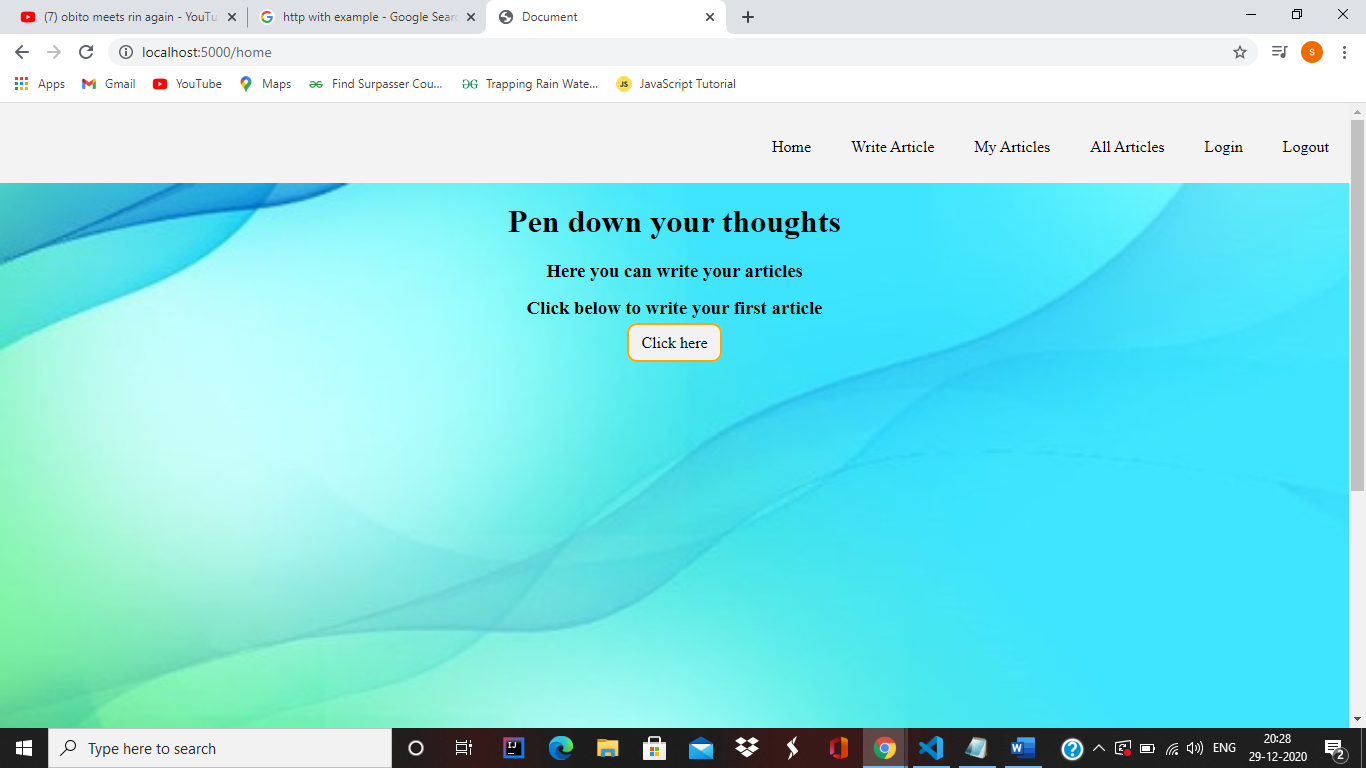 (7) obito meets rin again - YouTu
http with example - Google Sear
Document
localhost:5000/home
S
Apps
Gmail
YouTube
Maps
Find Surpasser Cou...
Trapping Rain Wate...
JS
JavaScript Tutorial
Home
Write Article
My Articles
All Articles
Login
Logout
Pen down your thoughts
Here you can write your articles
Click below to write your first article
Click here
Type here to search
IJ
W
ENG
20:28
29-12-2020
2